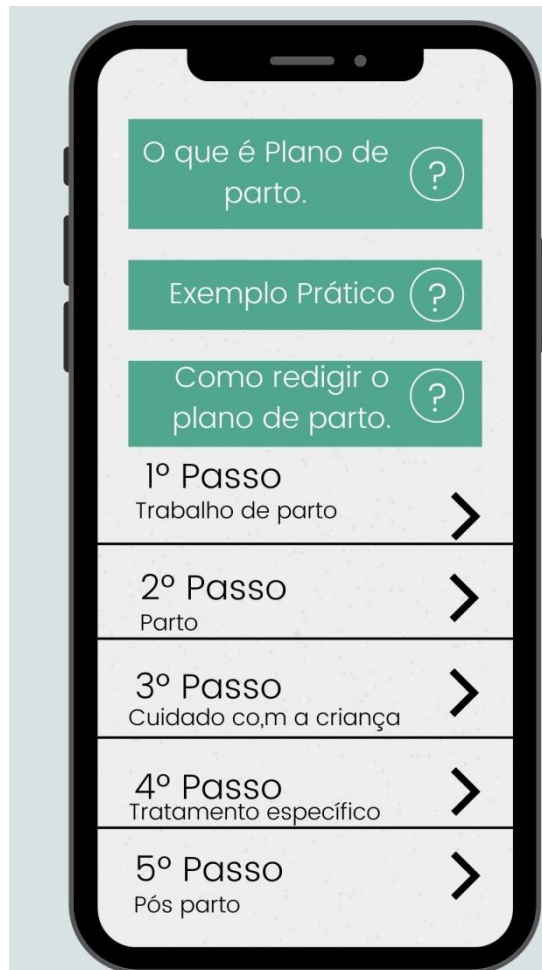 O que é Plano de
parto.
?
Exemplo Prático
?
Como redigir o
plano de parto.
?
1º Passo
Trabalho de parto
2º Passo
Parto
3º Passo
Cuidado co,m a criança
4º Passo
Tratamento específico
5º Passo
Pós parto